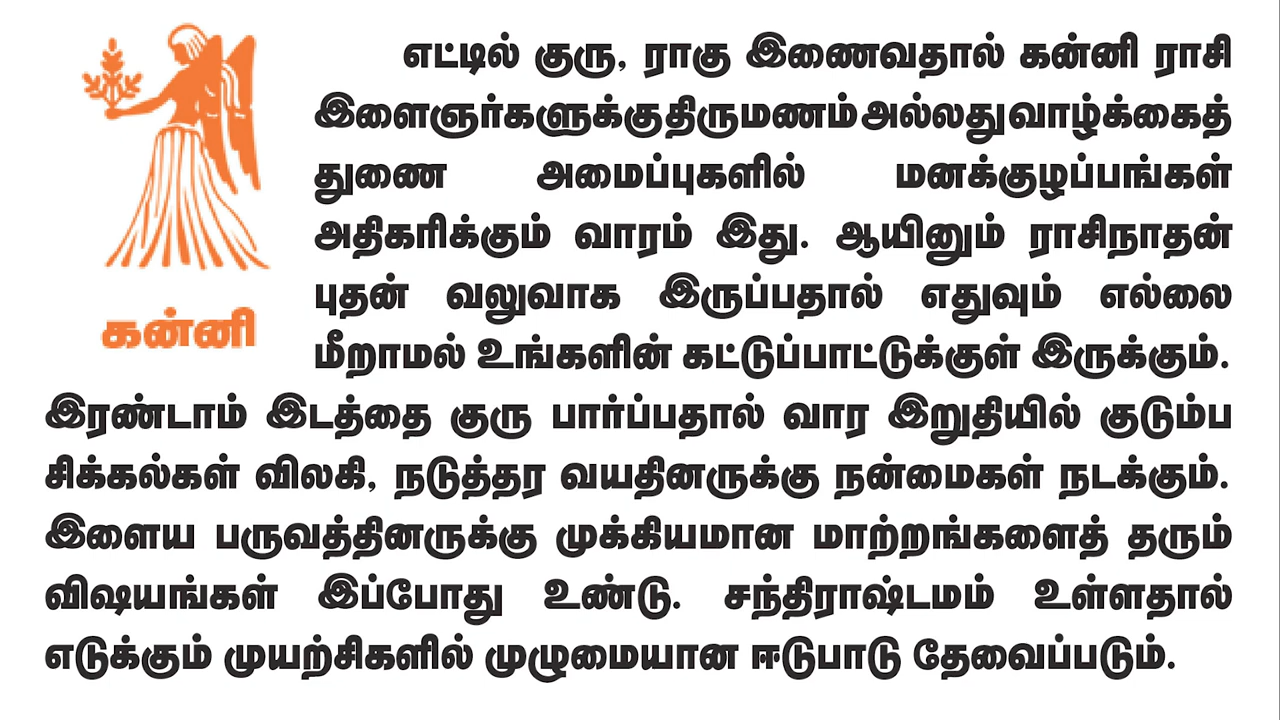 எட்டில் குரு, ராகு இணைவதால் கன்னி ராசி
இளைஞர்களுக்கு திருமணம் அல்லது வாழ்க்கைத்
துணை அமைப்புகளில் மனக்குழப்பங்கள்
அதிகரிக்கும் வாரம் இது. ஆயினும் ராசிநாதன்
புதன் வலுவாக இருப்பதால் எதுவும் எல்லை
மீறாமல் உங்களின் கட்டுப்பாட்டுக்குள் இருக்கும்.
கன்னி
இரண்டாம் இடத்தை குரு பார்ப்பதால் வார இறுதியில் குடும்ப
சிக்கல்கள் விலகி, நடுத்தர வயதினருக்கு நன்மைகள் நடக்கும்.
இளைய பருவத்தினருக்கு முக்கியமான மாற்றங்களைத் தரும்
விஷயங்கள் இப்போது உண்டு. சந்திராஷ்டமம் உள்ளதால்
எடுக்கும் முயற்சிகளில் முழுமையான ஈடுபாடு தேவைப்படும்.